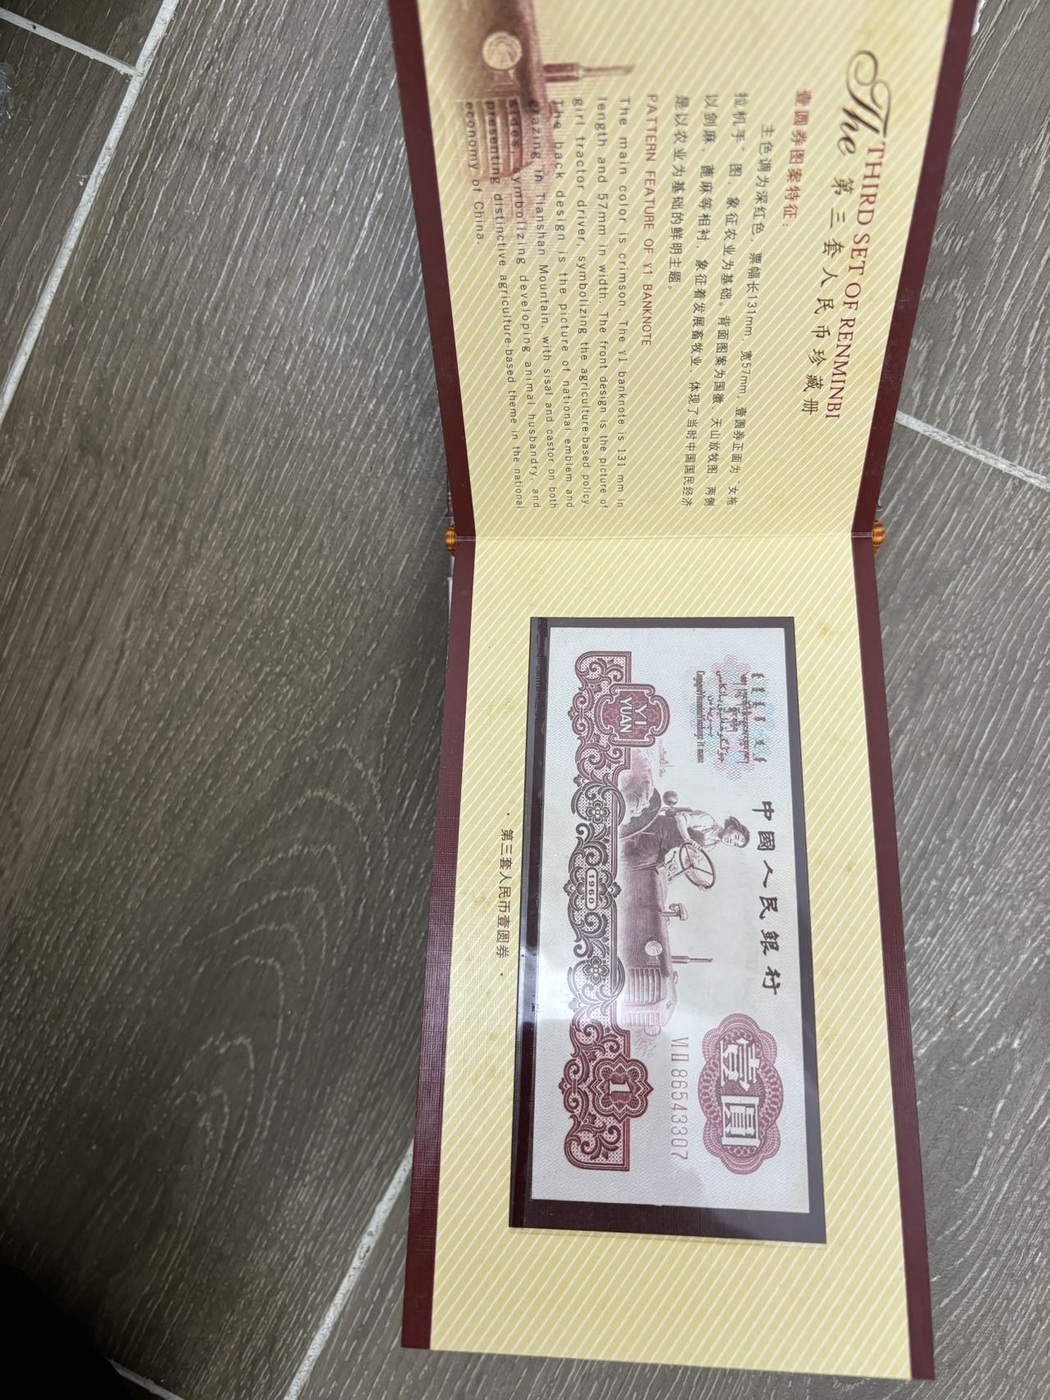 The THIRD SET OF RENMINBI
第三套人民币珍藏册
壹圆券图案特征：
主色调为深红色，票幅长131mm，宽57mm，壹圆券正面为“女拖
拉机手”图，象征农业为基础。背面图案为国徽、天山放牧图，两侧
以剑麻、蓖麻等相衬，象征着发展畜牧业，体现了当时中国国民经济
是以农业为基础的鲜明主题。
PATTERN FEATURE OF Y1 BANKNOTE
The main color is crimson. The Y1 banknote is 131 mm in
length and 57mm in width. The front design is the picture of
girl tractor driver, symbolizing the agriculture-based policy.
The back design is the picture of national emblem and
grazing in Tianshan Mountain, with sisal and castor on both
sides, symbolizing developing animal husbandry, and
presenting distinctive agriculture-based theme in the national
economy of China.
中國人民銀行
壹圓
VI II 86543307
YI
YUAN
1960
1
·第三套人民币壹圆券·